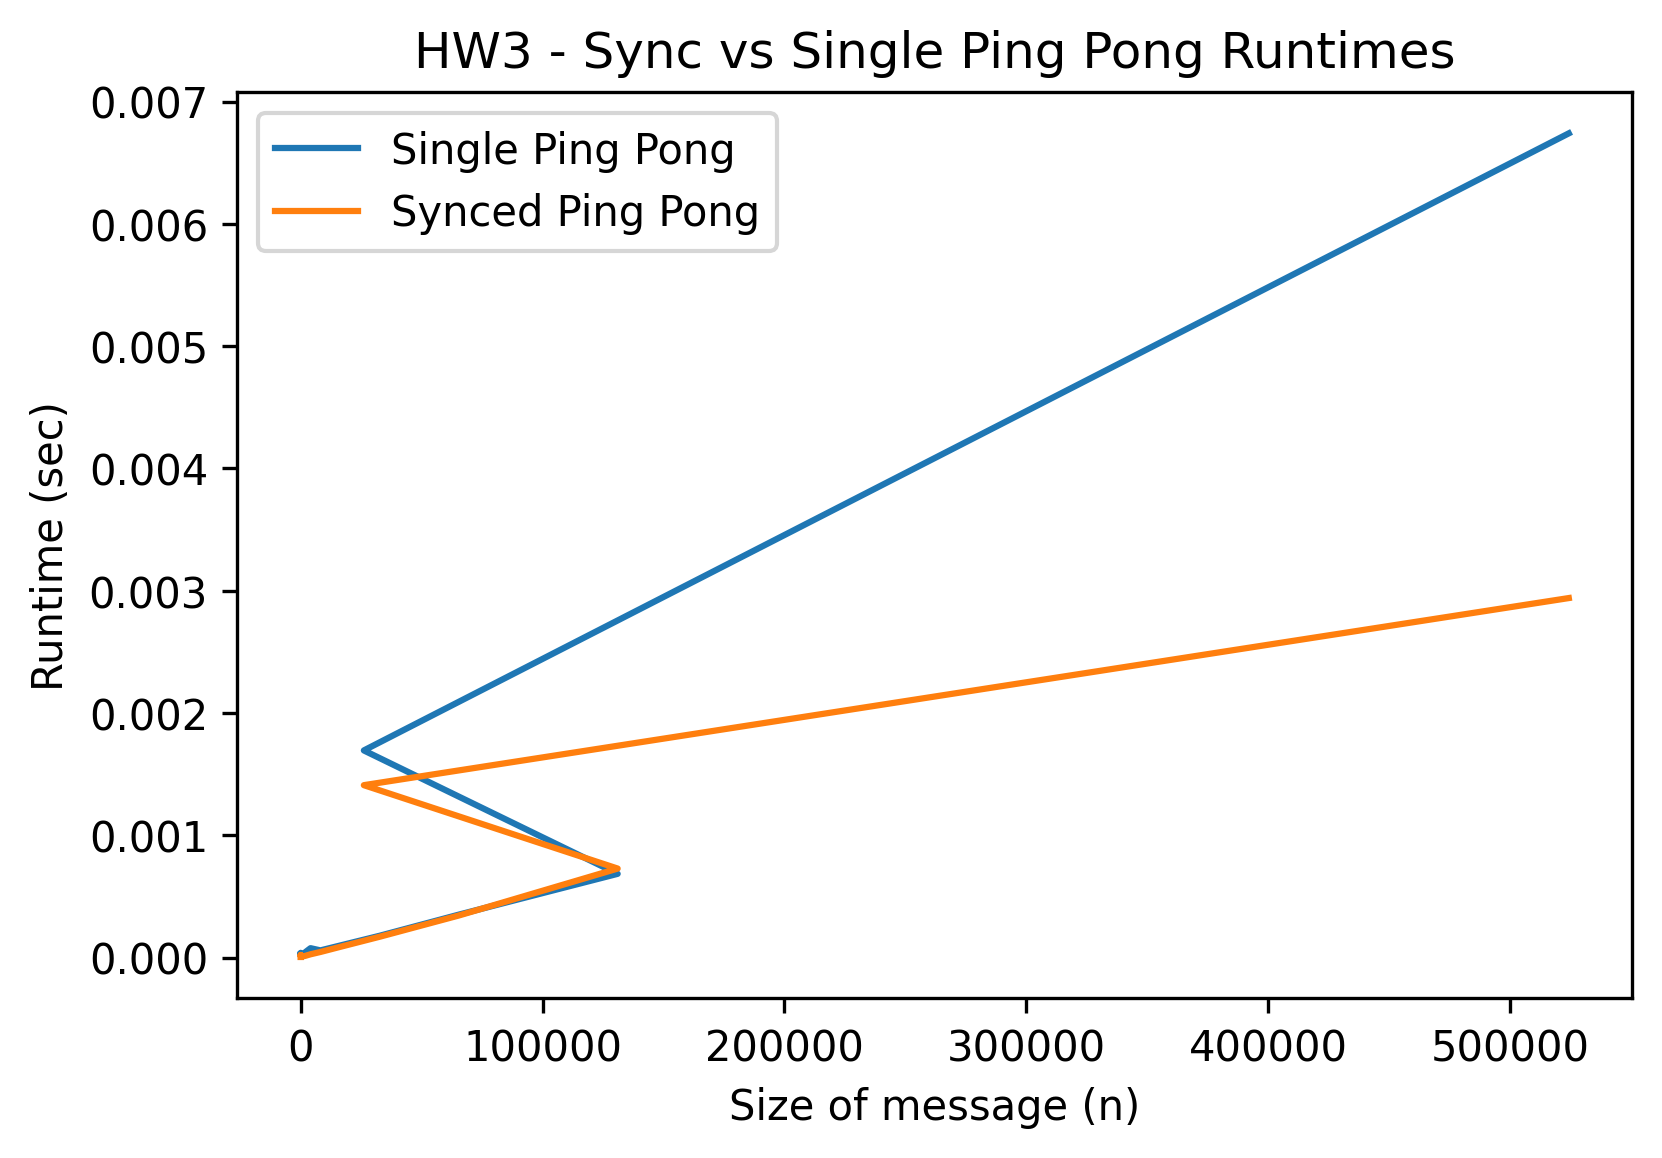 HW3 - Sync vs Single Ping Pong Runtimes
Single Ping Pong
Synced Ping Pong
Runtime (sec)
0.007
0.006
0.005
0.004
0.003
0.002
0.001
0.000
0 100000 200000 300000 400000 500000
Size of message (n)